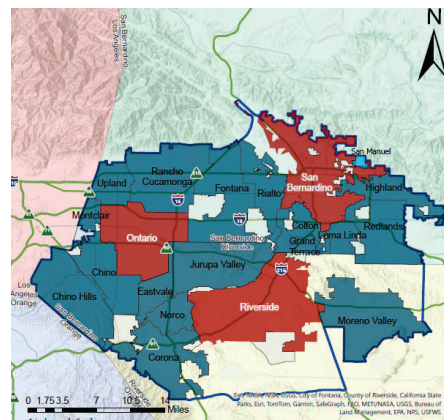 N
San Bernardino
Los Angeles
San Manuel
Rancho
Cucamonga
Upland
Fontana
Rialto
San
Bernardino
Highland
Montclair
Ontario
Colton
Loma Linda
Redlands
Grand
Terrace
San Bernardino
Riverside
Jurupa Valley
Chino
Eastvale
Chino Hills
Los
Angeles
Orange
San Bernardino
Orange
Norco
Riverside
Moreno Valley
Corona
Riverside
Orange
0 1.75 3.5 7 10.5 14
Miles
City of Fontana, County of Riverside, California State
Parks, Esri, TomTom, Garmin, SafeGraph, FAO, METI/NASA, USGS, Bureau of
Land Management, EPA, NPS, USFWS